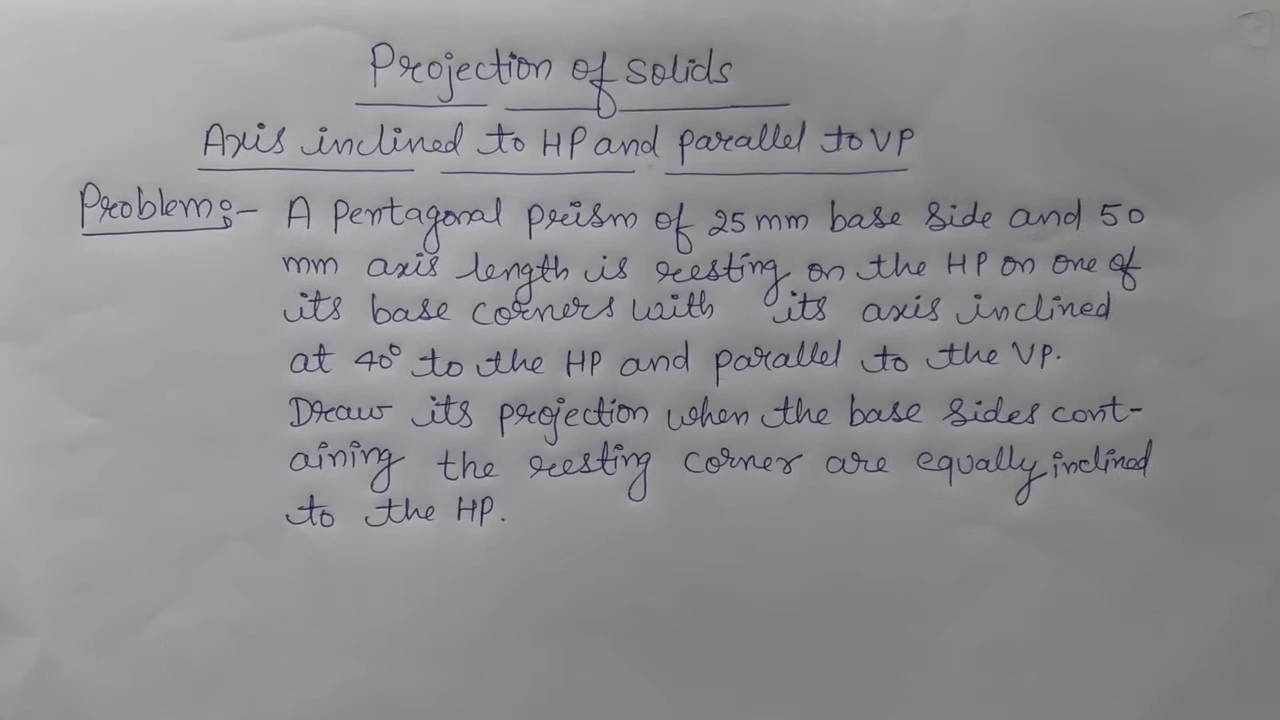 Projection of solids
Axis inclined to HP and parallel to VP
Problem:- A pentagonal prism of 25 mm base side and 50
mm axis length is resting on the HP on one of
its base corners with its axis inclined
at 40° to the HP and parallel to the VP.
Draw its projection when the base sides cont-
aining the resting corner are equally inclined
to the HP.